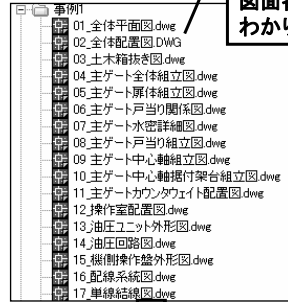 図面
わかり
事例1
01_全体平面図.dwg
02_全体配置図.DWG
03_土木箱抜き図.dwg
04_主ゲート全体組立図.dwg
05_主ゲート扉体組立図.dwg
06_主ゲート戸当り関係図.dwg
07_主ゲート水密詳細図.dwg
08_主ゲート戸当り組立図.dwg
09_主ゲート中心軸組立図.dwg
10_主ゲート中心軸据付架台組立図.dwg
11_主ゲートカウンタウェイト配置図.dwg
12_操作室配置図.dwg
13_油圧ユニット外形図.dwg
14_油圧回路図.dwg
15_機側操作盤外形図.dwg
16_配線系統図.dwg
17_単線結線図.dwg